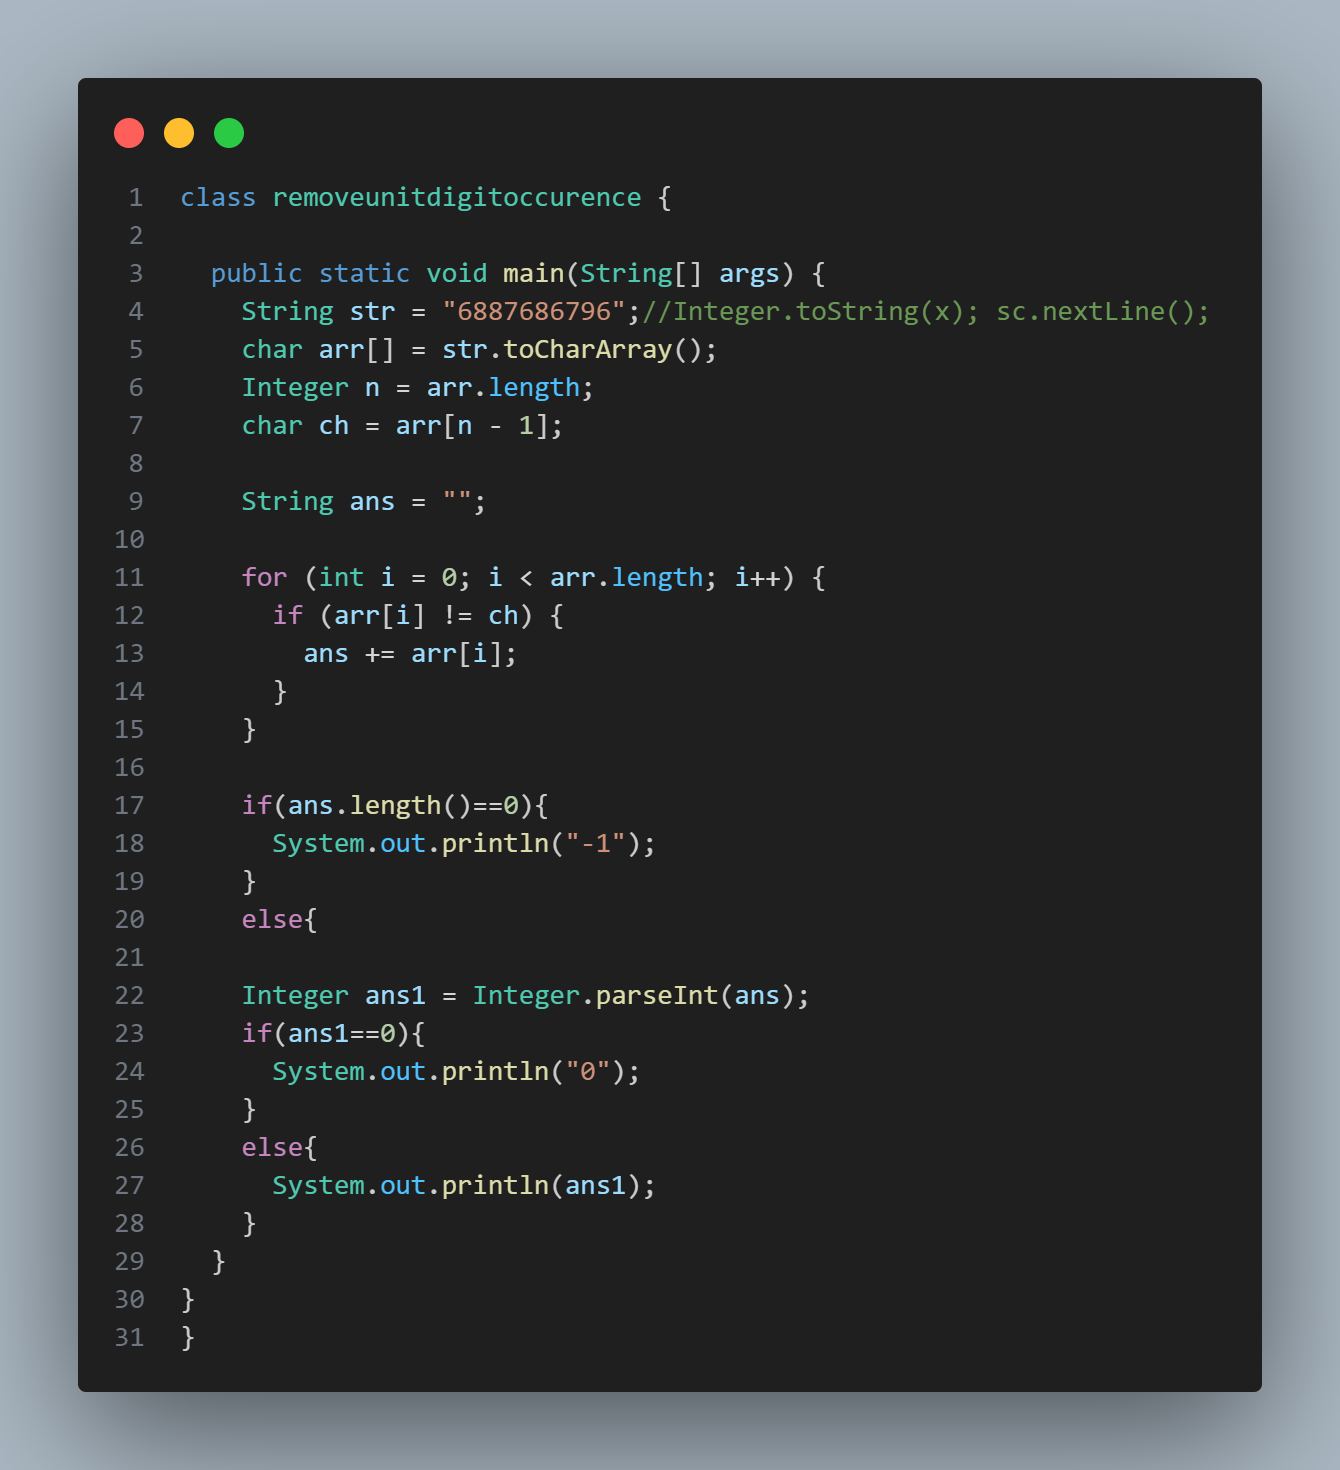 1 class removeunitdigitoccurence {
2
3   public static void main(String[] args) {
4     String str = "6887686796";//Integer.toString(x); sc.nextLine();
5     char arr[] = str.toCharArray();
6     Integer n = arr.length;
7     char ch = arr[n - 1];
8
9     String ans = "";
10
11     for (int i = 0; i < arr.length; i++) {
12       if (arr[i] != ch) {
13         ans += arr[i];
14       }
15     }
16
17     if(ans.length()==0){
18       System.out.println("-1");
19     }
20     else{
21
22     Integer ans1 = Integer.parseInt(ans);
23     if(ans1==0){
24       System.out.println("0");
25     }
26     else{
27       System.out.println(ans1);
28     }
29   }
30 }
31 }